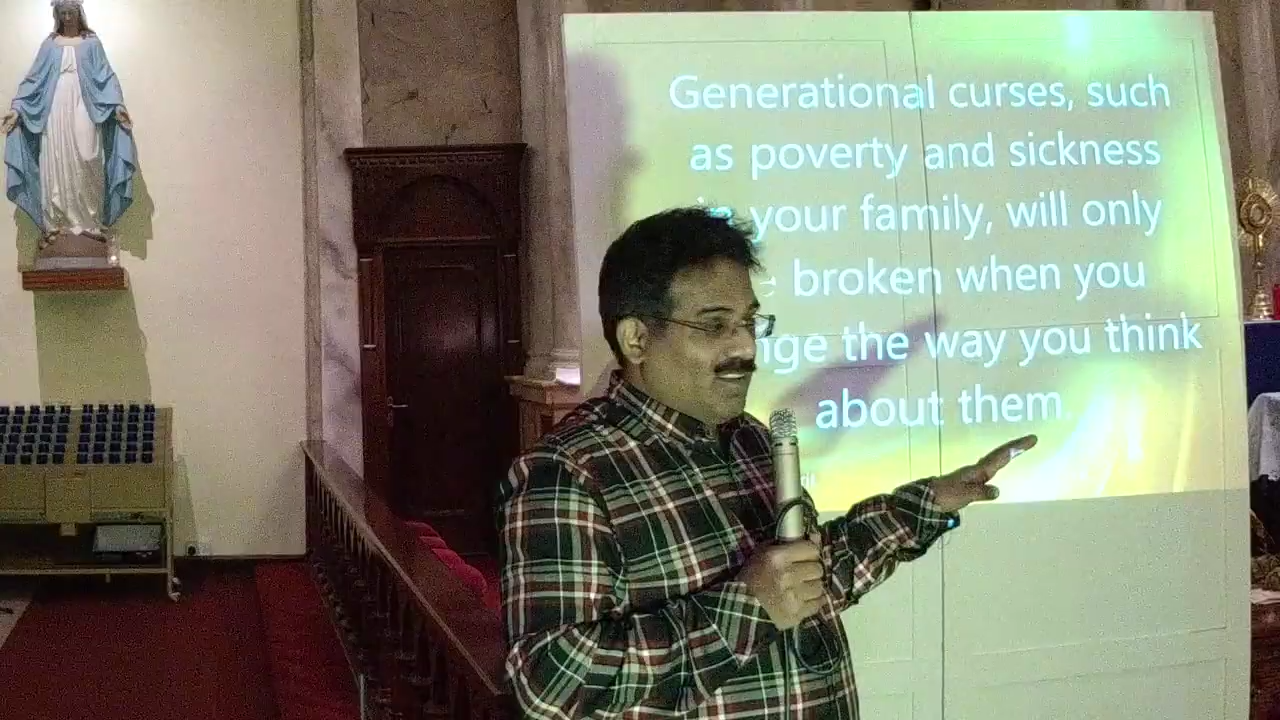 Generational curses, such
as poverty and sickness
in your family, will only
broken when you
the way you think
about them.